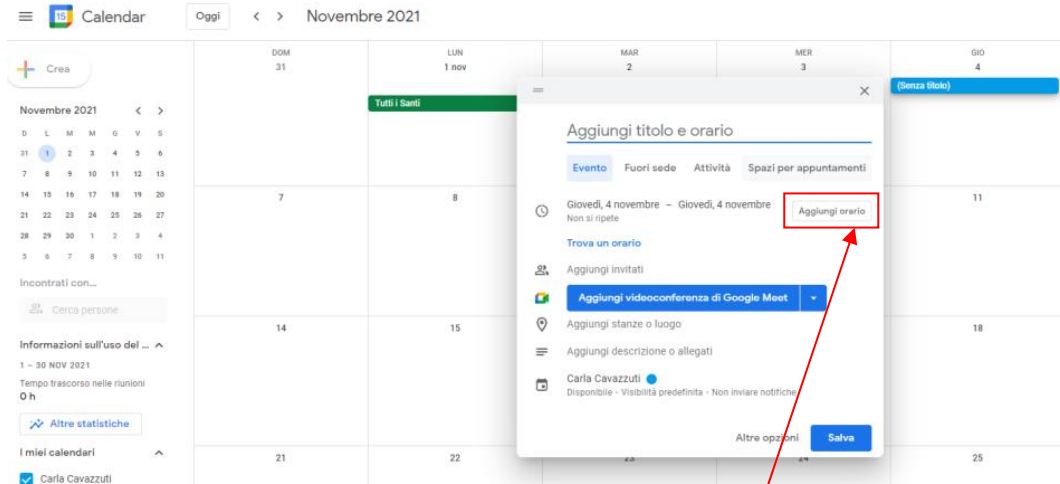 15 Calendar Oggi < > Novembre 2021
Crea
Novembre 2021 < >
D L M M G V S
31 1 2 3 4 5 6
7 8 9 10 11 12 13
14 15 16 17 18 19 20
21 22 23 24 25 26 27
28 29 30 1 2 3 4
5 6 7 8 9 10 11
Incontrati con...
Cerca persone
Informazioni sull'uso del ...
1 – 30 NOV 2021
Tempo trascorso nelle riunioni
0 h
Altre statistiche
I miei calendari
Carla Cavazzuti
DOM LUN MAR MER GIO
31 1 nov 2 3 4
Tutti i Santi
(Senza titolo)
7 8 11
14 15 18
21 22 23 24 25
Aggiungi titolo e orario
Evento Fuori sede Attività Spazi per appuntamenti
Giovedì, 4 novembre – Giovedì, 4 novembre Aggiungi orario
Non si ripete
Trova un orario
Aggiungi invitati
Aggiungi videoconferenza di Google Meet
Aggiungi stanze o luogo
Aggiungi descrizione o allegati
Carla Cavazzuti
Disponibile - Visibilità predefinita - Non inviare notifiche
Altre opzioni Salva